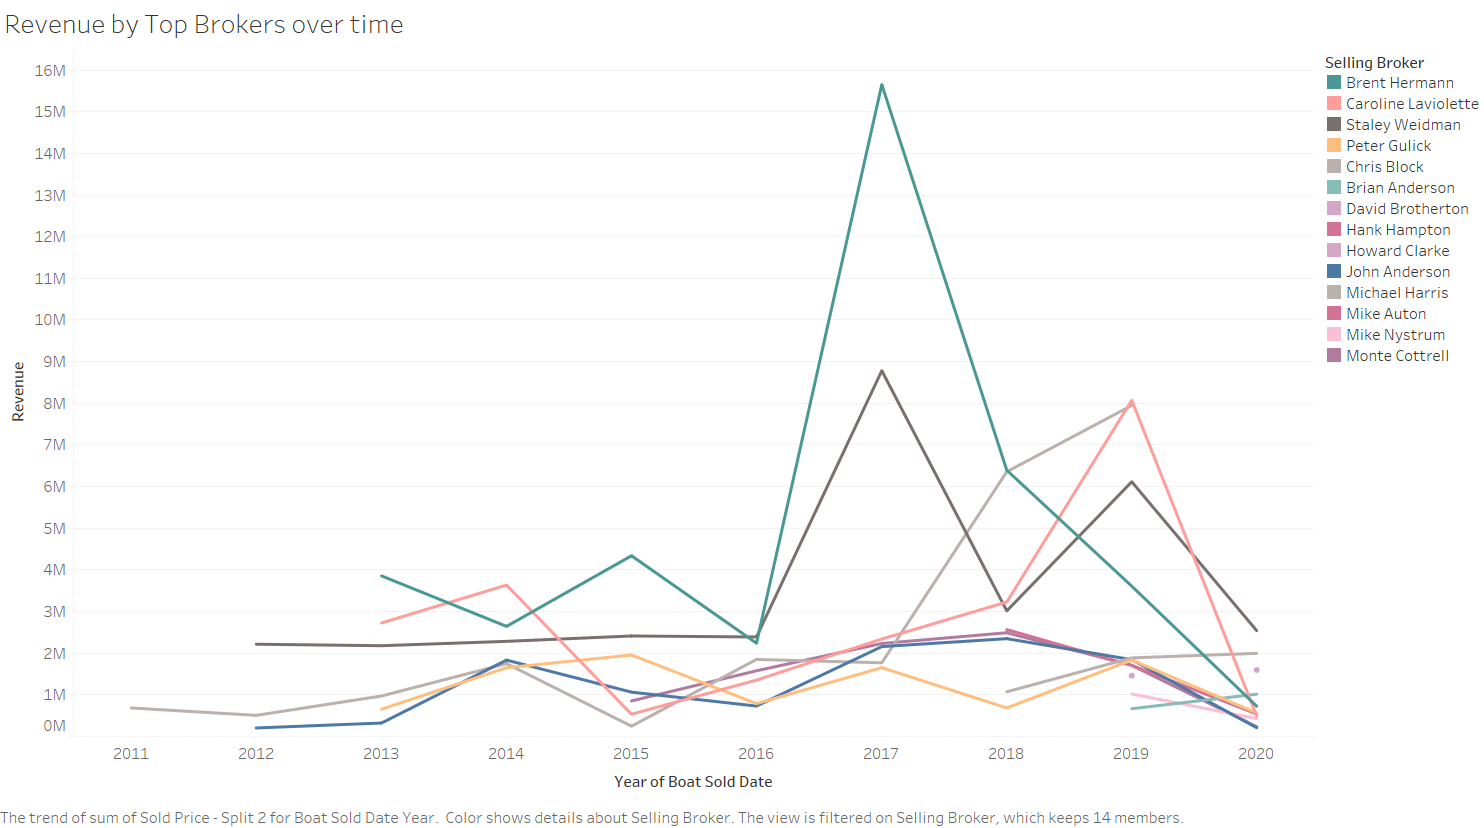 Revenue by Top Brokers over time
Selling Broker
Brent Hermann
Caroline Laviolette
Staley Weidman
Peter Gulick
Chris Block
Brian Anderson
David Brotherton
Hank Hampton
Howard Clarke
John Anderson
Michael Harris
Mike Auton
Mike Nystrum
Monte Cottrell
Revenue
16M
15M
14M
13M
12M
11M
10M
9M
8M
7M
6M
5M
4M
3M
2M
1M
0M
2011 2012 2013 2014 2015 2016 2017 2018 2019 2020
Year of Boat Sold Date
The trend of sum of Sold Price - Split 2 for Boat Sold Date Year.  Color shows details about Selling Broker. The view is filtered on Selling Broker, which keeps 14 members.